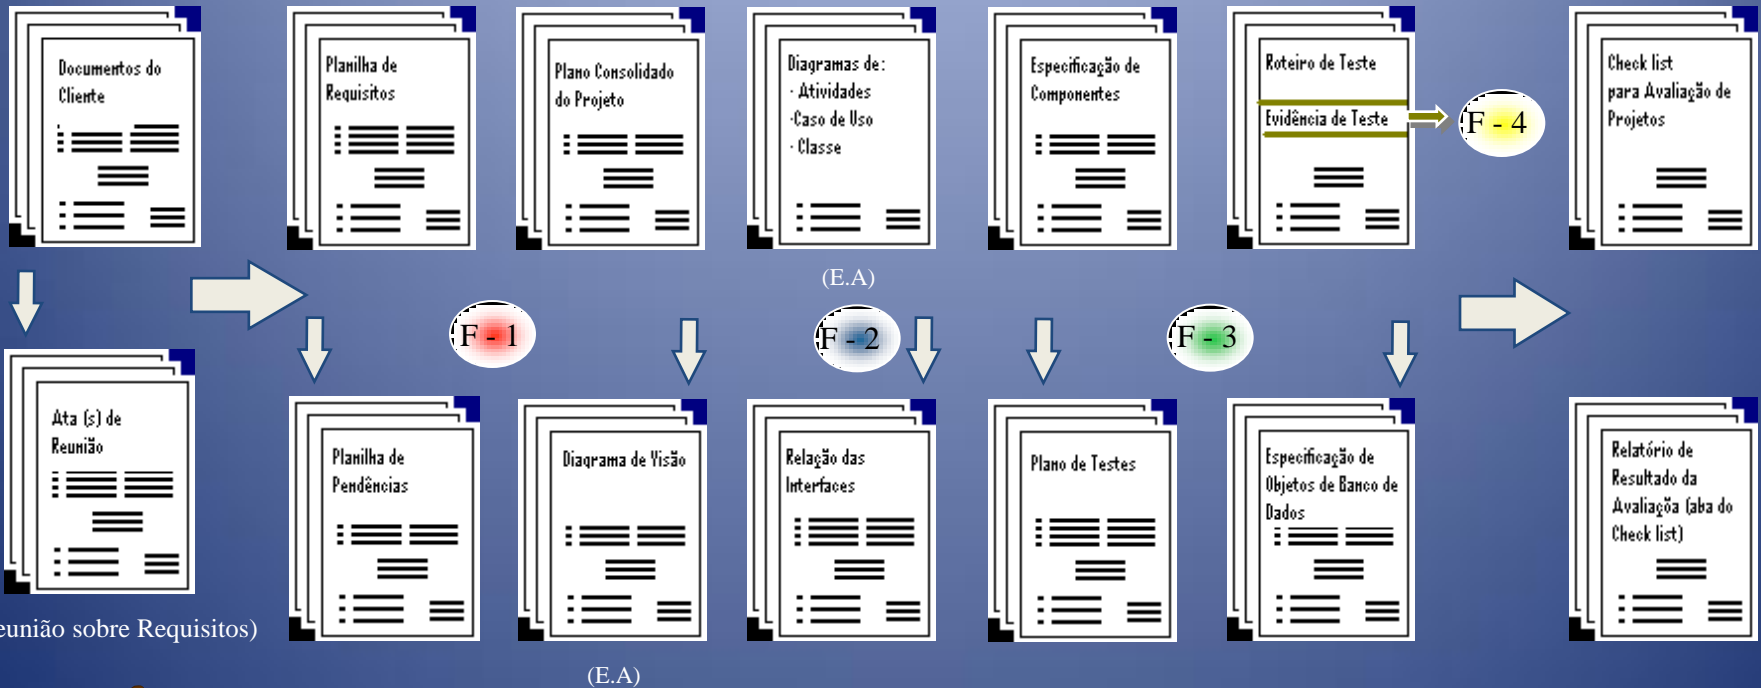 Documentos do
Cliente
Planilha de
Requisitos
Plano Consolidado
do Projeto
Diagramas de:
· Atividades
·Caso de Uso
· Classe
Especificação de
Componentes
Roteiro de Teste
Evidência de Teste
F - 4
Check list
para Avaliação de
Projetos
(E.A)
F - 1
F - 2
F - 3
Ata (s) de
Reunião
Planilha de
Pendências
Diagrama de Visão
Relação das
Interfaces
Plano de Testes
Especificação de
Objetos de Banco de
Dados
Relatório de
Resultado da
Avaliaçõa (aba do
Check list)
eunião sobre Requisitos)
(E.A)